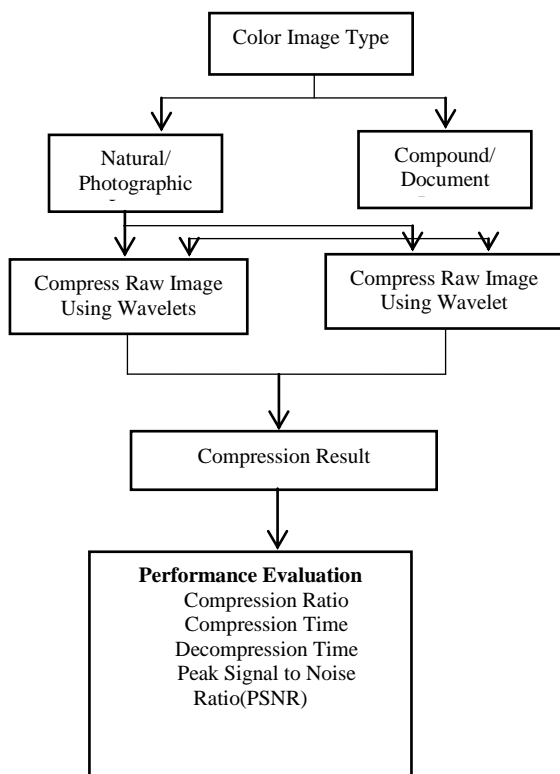 Color Image Type
Natural/
Photographic
Compound/
Document
Compress Raw Image
Using Wavelets
Compress Raw Image
Using Wavelet
Compression Result
Performance Evaluation
Compression Ratio
Compression Time
Decompression Time
Peak Signal to Noise
Ratio(PSNR)